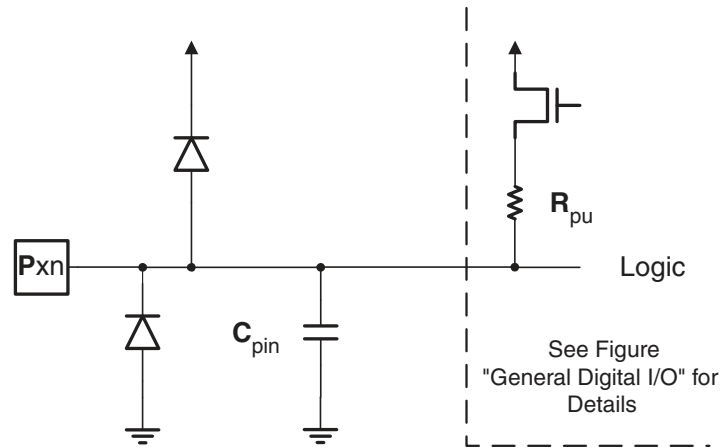 Pxn
Cpin
Rpu
Logic
See Figure
"General Digital I/O" for
Details